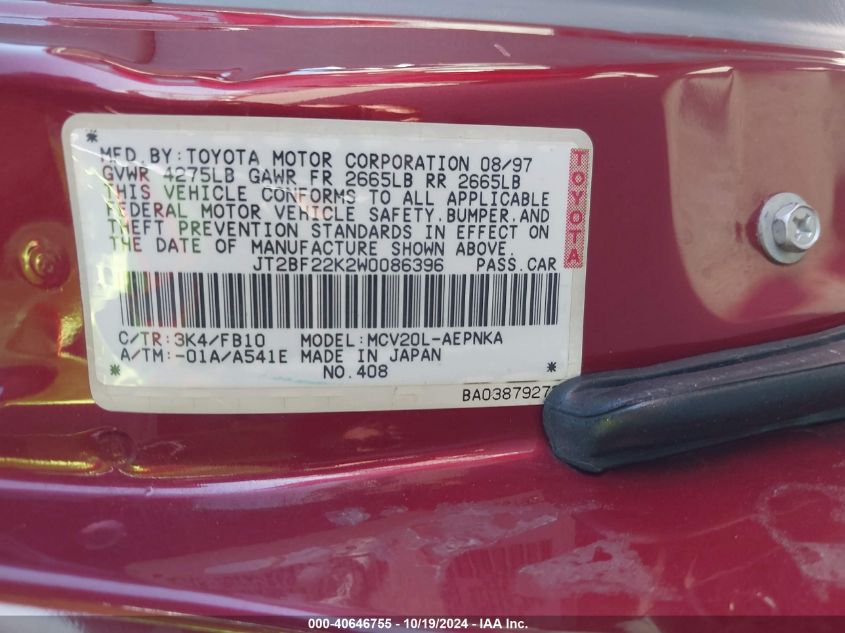 MFD.BY:TOYOTA MOTOR CORPORATION 08/97
GVWR 4275LB GAWR FR 2665LB RR 2665LB
THIS VEHICLE CONFORMS TO ALL APPLICABLE
FEDERAL MOTOR VEHICLE SAFETY,BUMPER,AND
THEFT PREVENTION STANDARDS IN EFFECT ON
THE DATE OF MANUFACTURE SHOWN ABOVE.
JT2BF22K2W0086396 PASS.CAR
TOYOTA
C/TR:3K4/FB10 MODEL:MCV20L-AEPNKA
A/TM:-01A/A541E MADE IN JAPAN
NO.408
BA0387927
000-40646755 - 10/19/2024 - IAA Inc.